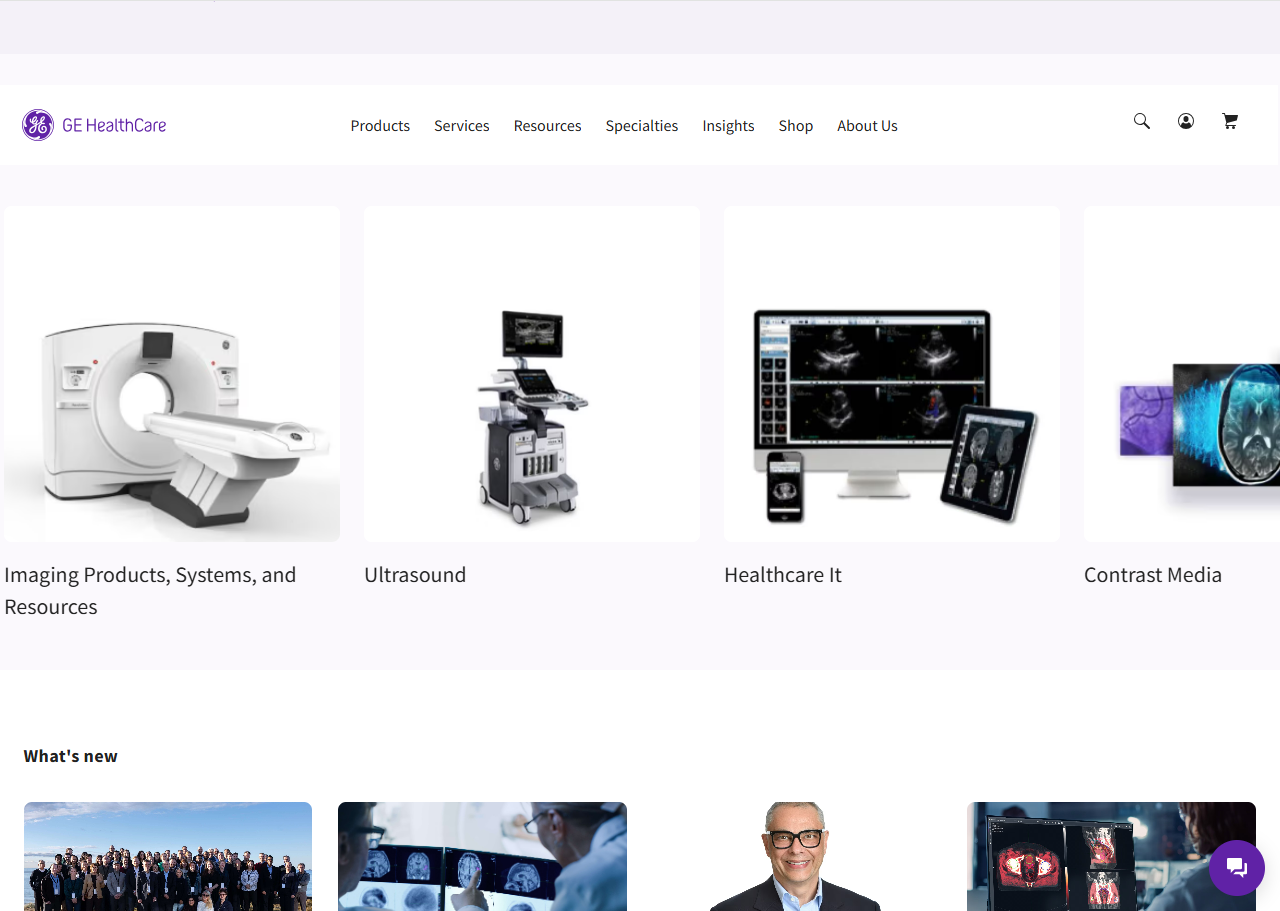 GE HealthCare
Products
Services
Resources
Specialties
Insights
Shop
About Us
Imaging Products, Systems, and
Resources
Ultrasound
Healthcare It
Contrast Media
What's new